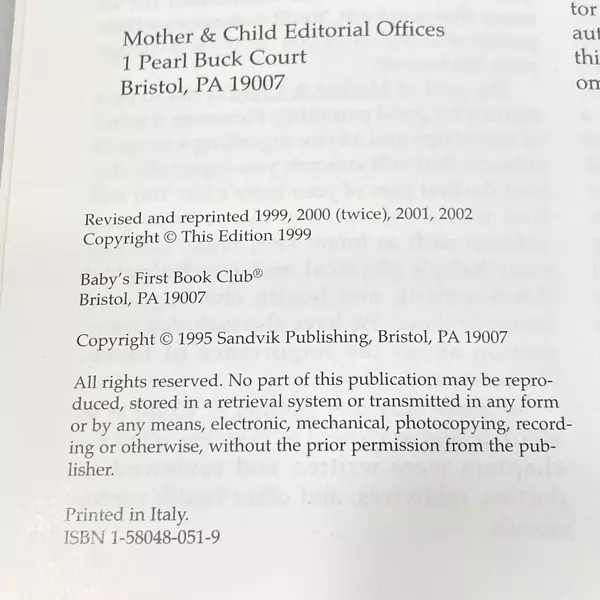 Mother & Child Editorial Offices
1 Pearl Buck Court
Bristol, PA 19007
Revised and reprinted 1999, 2000 (twice), 2001, 2002
Copyright © This Edition 1999
Baby's First Book Club®
Bristol, PA 19007
Copyright © 1995 Sandvik Publishing, Bristol, PA 19007
All rights reserved. No part of this publication may be repro-
duced, stored in a retrieval system or transmitted in any form
or by any means, electronic, mechanical, photocopying, record-
ing or otherwise, without the prior permission from the pub-
lisher.
Printed in Italy.
ISBN 1-58048-051-9
tor
aut
thi
om